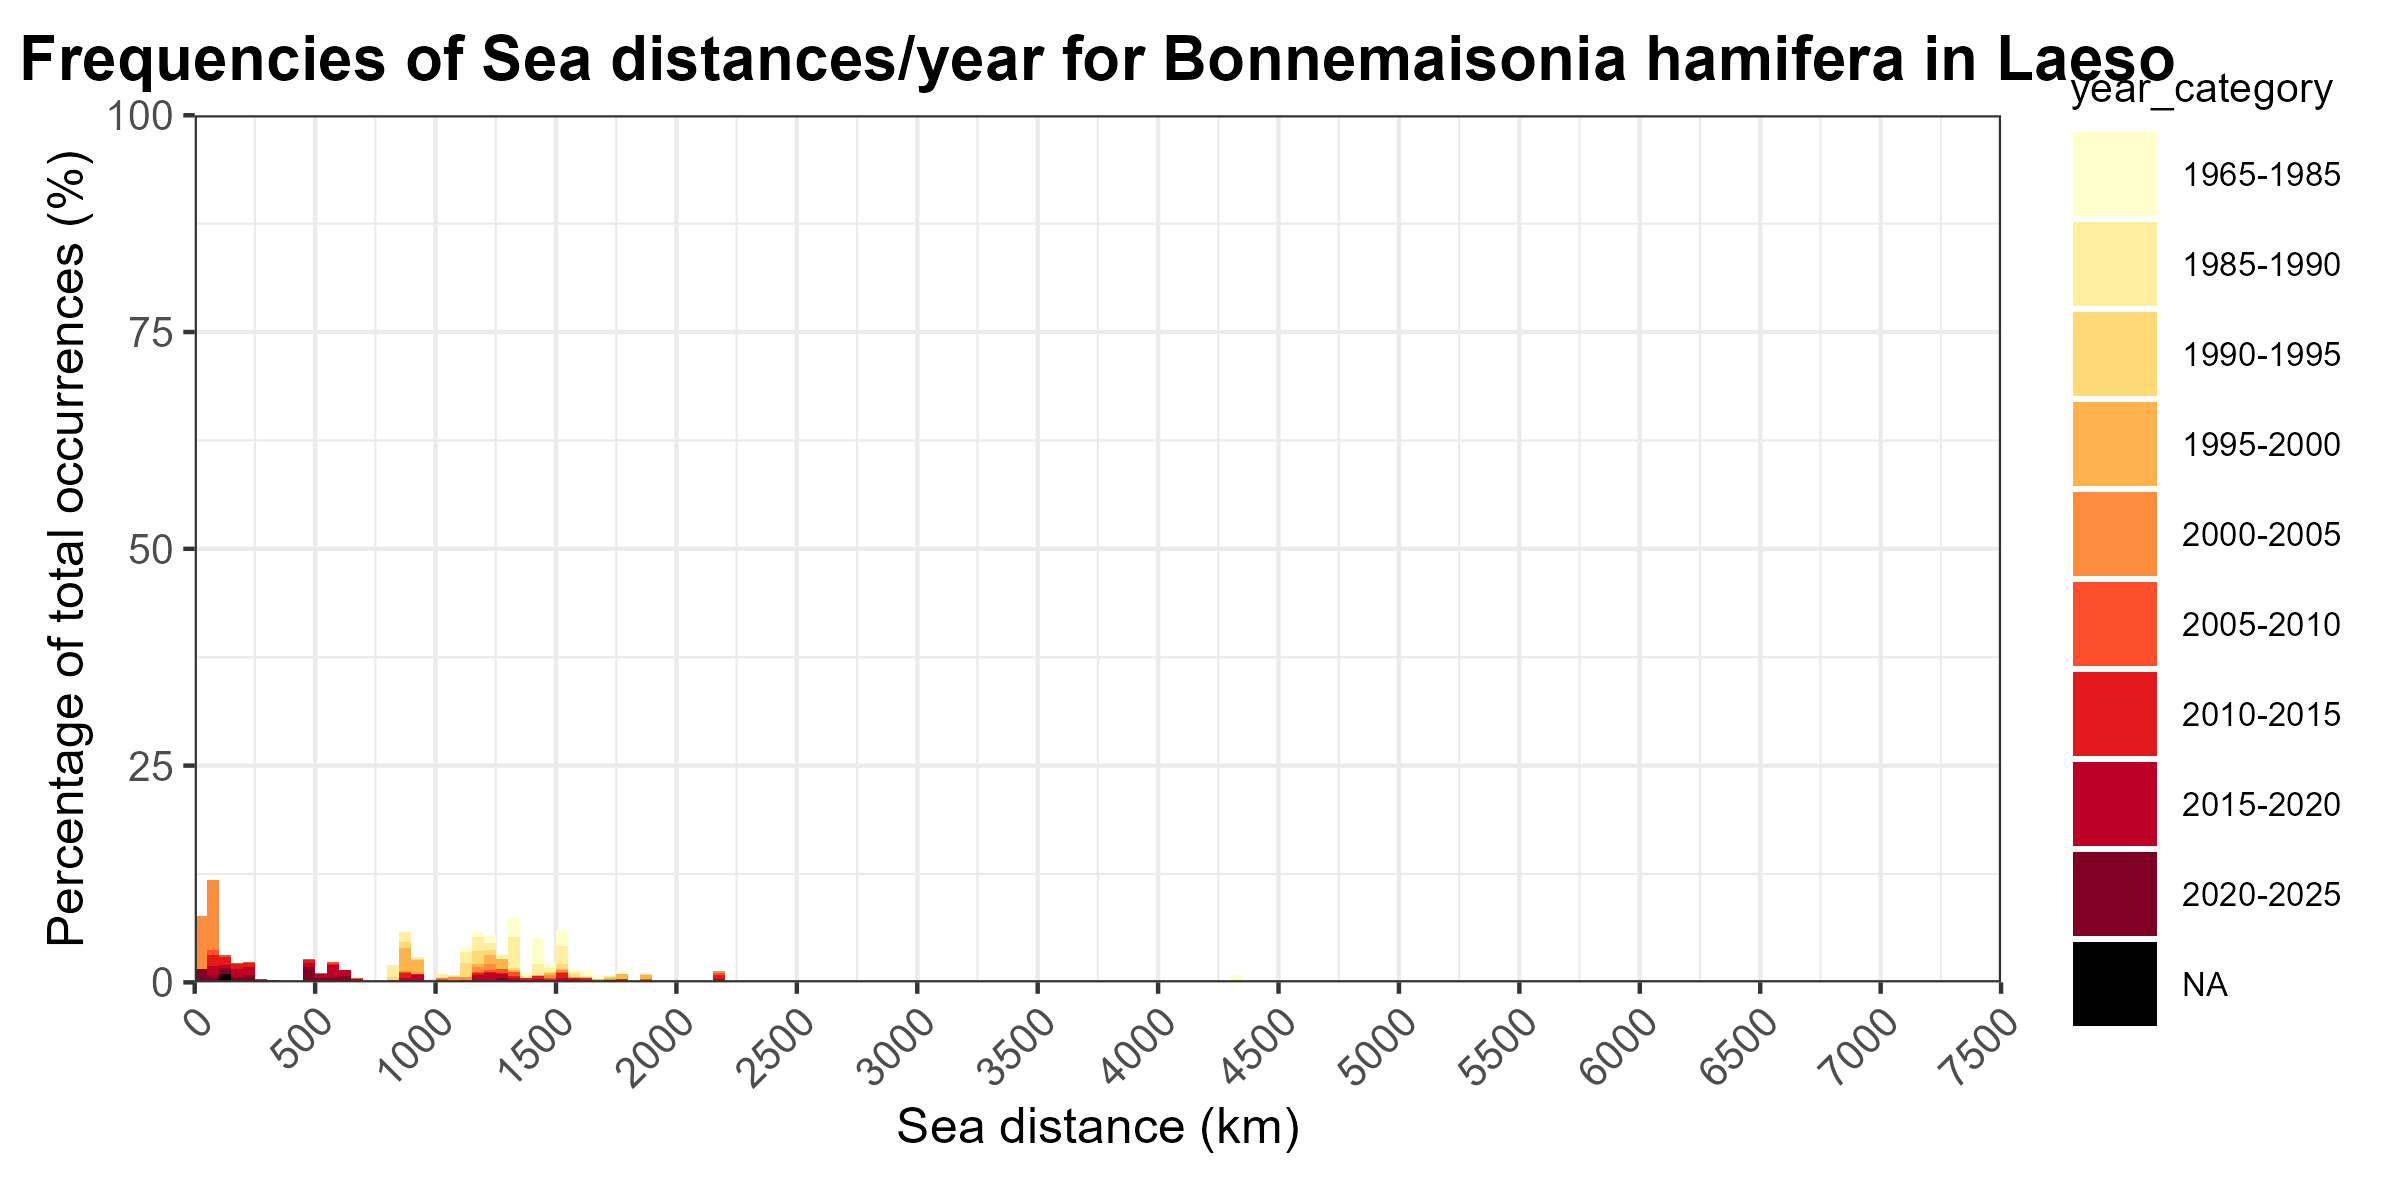 Frequencies of Sea distances/year for Bonnemaisonia hamifera in Laeso
year_category
1965-1985
1985-1990
1990-1995
1995-2000
2000-2005
2005-2010
2010-2015
2015-2020
2020-2025
NA
Percentage of total occurrences (%)
100
75
50
25
0
0 500 1000 1500 2000 2500 3000 3500 4000 4500 5000 5500 6000 6500 7000 7500
Sea distance (km)